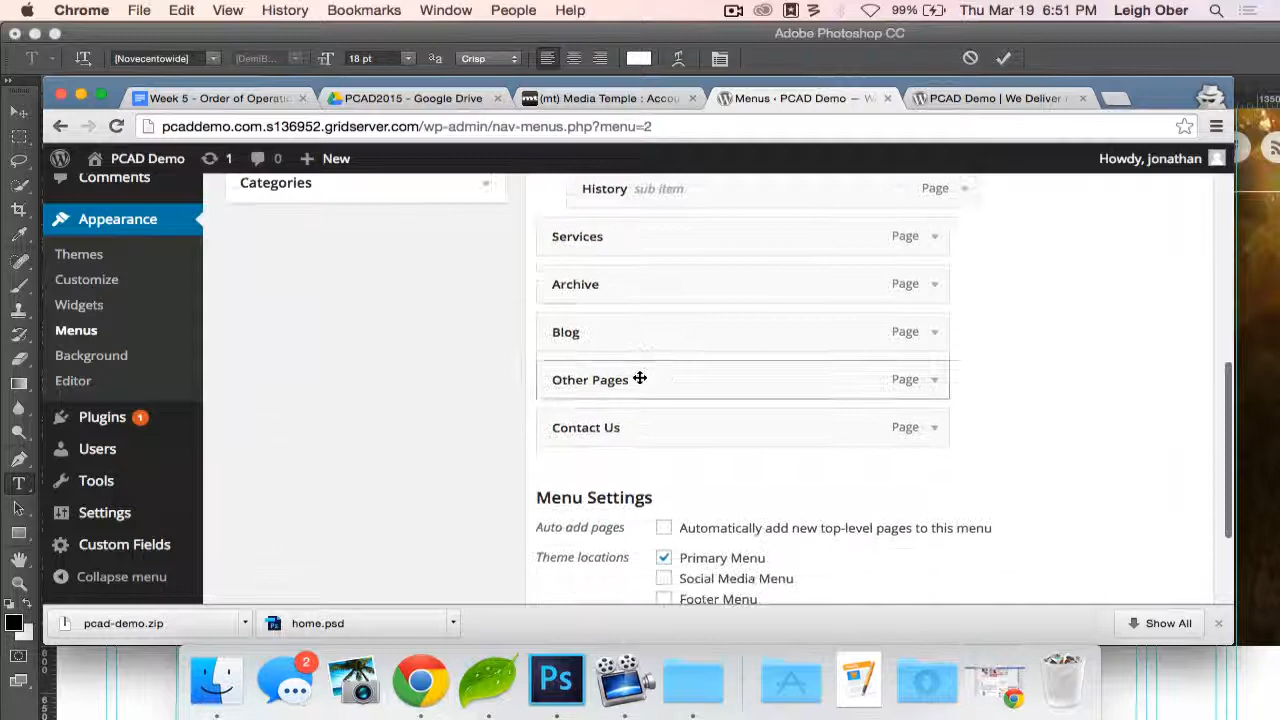 Chrome File Edit View History Bookmarks Window People Help 99% Thu Mar 19 6:51 PM Leigh Ober
Adobe Photoshop CC
[Novecentowide] 18 pt Crisp
Week 5 - Order of Operatic PCAD2015 - Google Drive (mt) Media Temple : Accou Menus ‹ PCAD Demo — W PCAD Demo | We Deliver
pcaddemo.com.s136952.gridserver.com/wp-admin/nav-menus.php?menu=2
PCAD Demo 1 0 New Howdy, jonathan
Comments
Categories
History sub item Page
Appearance
Services Page
Themes
Customize
Archive Page
Widgets
Menus
Blog Page
Background
Editor
Other Pages Page
Plugins 1
Contact Us Page
Users
Tools
Menu Settings
Settings
Auto add pages Automatically add new top-level pages to this menu
Custom Fields
Theme locations Primary Menu
Collapse menu
Social Media Menu
Footer Menu
pcad-demo.zip home.psd Show All
2
Ps